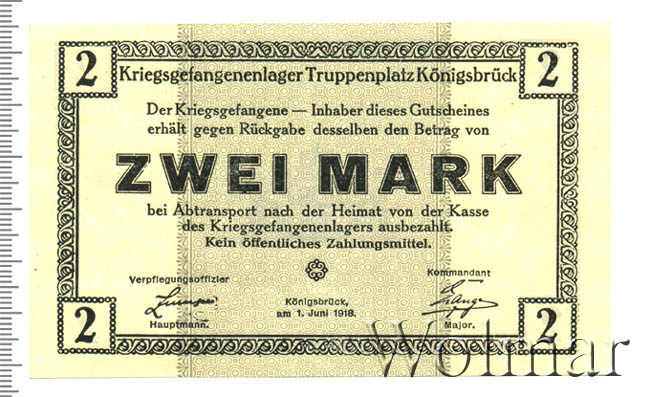 2 2
Kriegsgefangenenlager Truppenplatz Königsbrück
Der Kriegsgefangene — Inhaber dieses Gutscheines
erhält gegen Rückgabe desselben den Betrag von
ZWEI MARK
bei Abtransport nach der Heimat von der Kasse
des Kriegsgefangenenlagers ausbezahlt.
Kein öffentliches Zahlungsmittel.
Verpflegungsoffizier
Kommandant
Königsbrück,
am 1. Juni 1918.
Hauptmann.
Major.
2 2
Wolmar